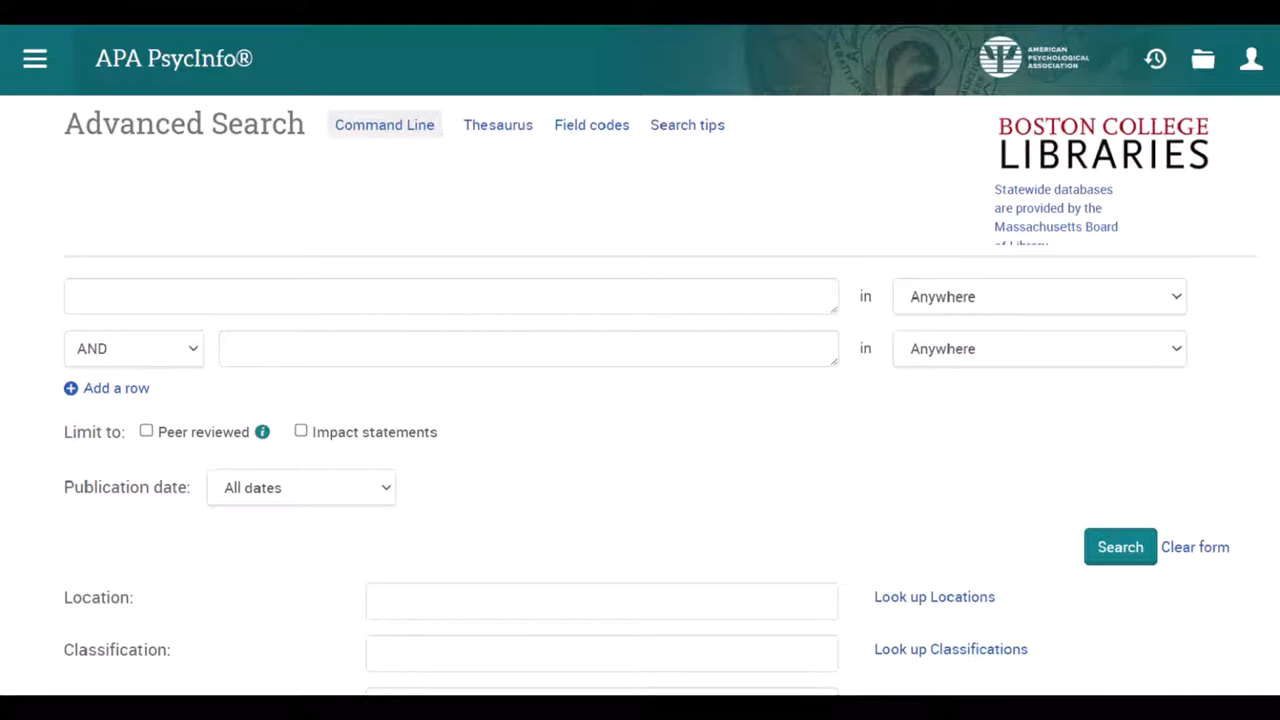 APA PsycInfo®
AMERICAN
PSYCHOLOGICAL
ASSOCIATION
Advanced Search
Command Line
Thesaurus
Field codes
Search tips
BOSTON COLLEGE
LIBRARIES
Statewide databases
are provided by the
Massachusetts Board
of Library
in
Anywhere
AND
in
Anywhere
Add a row
Limit to:
Peer reviewed
Impact statements
Publication date:
All dates
Search
Clear form
Location:
Look up Locations
Classification:
Look up Classifications